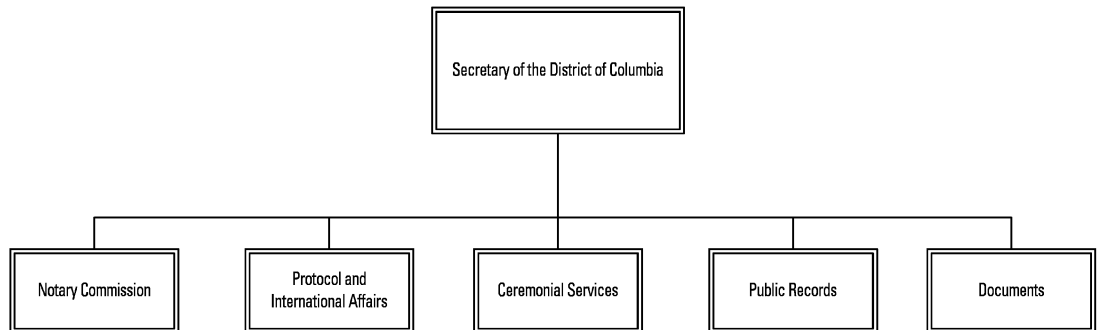 Secretary of the District of Columbia
Notary Commission
Protocol and
International Affairs
Ceremonial Services
Public Records
Documents